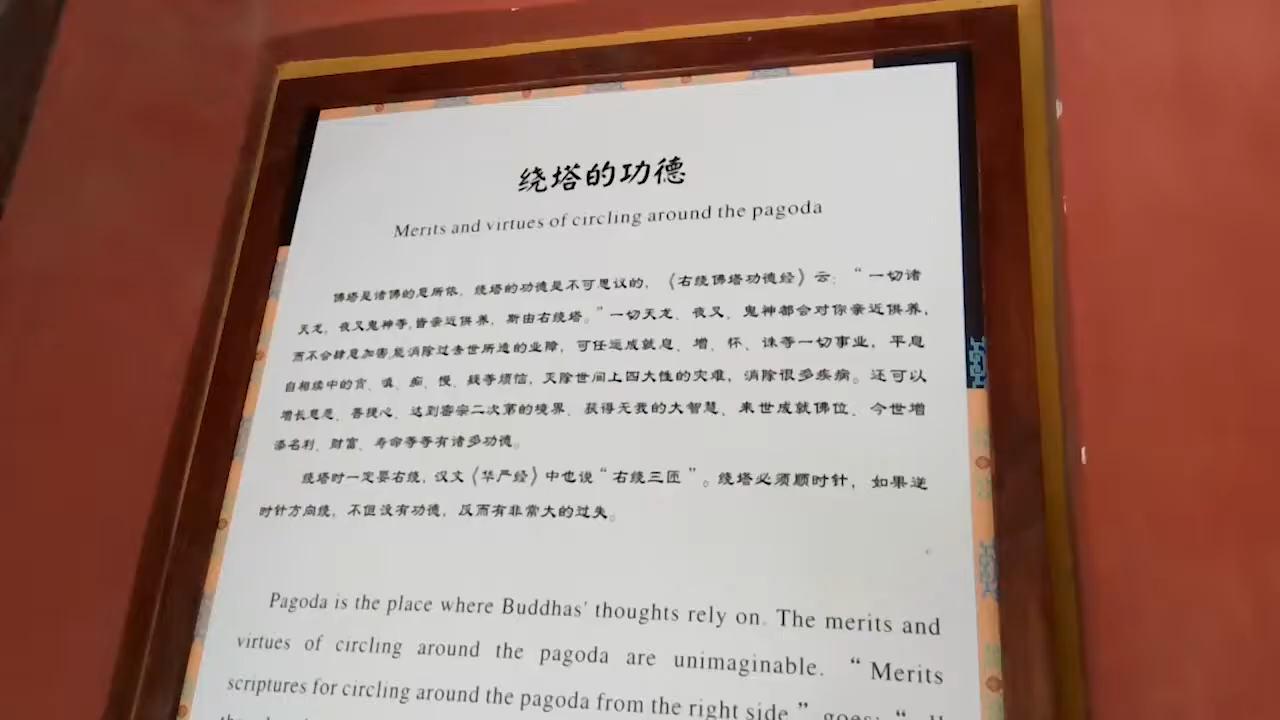 绕塔的功德
Merits and virtues of circling around the pagoda
佛塔是诸佛的意所依，绕塔的功德是不可思议的，《右绕佛塔功德经》云：“一切诸
天龙，夜叉鬼神等，皆亲近供养，斯由右绕塔。”一切天龙、夜叉、鬼神都会对你亲近俱养，
而不会肆意加害，能消除过去世所造的业障，可任运成就息、增、怀、诛等一切事业，平息
自相续中的贪、嗔、痴、慢、疑等烦恼，灭除世间上四大性的灾难，消除很多疾病。还可以
增长慈悲、菩提心、达到密宗二次第的境界、获得无我的大智慧、来世成就佛位、今世增
添名利、财富、寿命等等有诸多功德。
绕塔时一定要右绕，汉文《华严经》中也说“右绕三匝”。绕塔必须顺时针，如果逆
时针方向绕，不但没有功德，反而有非常大的过失。
Pagoda is the place where Buddhas' thoughts rely on. The merits and
virtues of circling around the pagoda are unimaginable. “Merits
scriptures for circling around the pagoda from the right side” goes: “